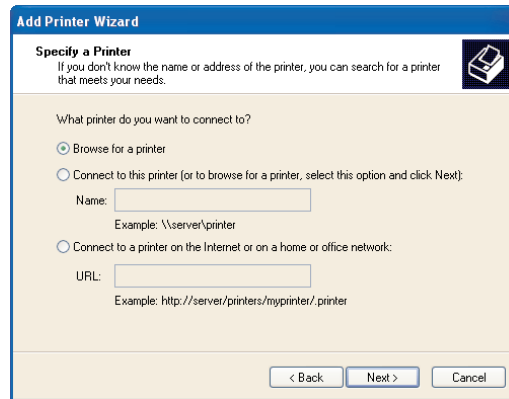 Add Printer Wizard
Specify a Printer
If you don't know the name or address of the printer, you can search for a printer
that meets your needs.
What printer do you want to connect to?
Browse for a printer
Connect to this printer (or to browse for a printer, select this option and click Next):
Name:
Example: \\server\printer
Connect to a printer on the Internet or on a home or office network:
URL:
Example: http://server/printers/myprinter/.printer
< Back Next > Cancel